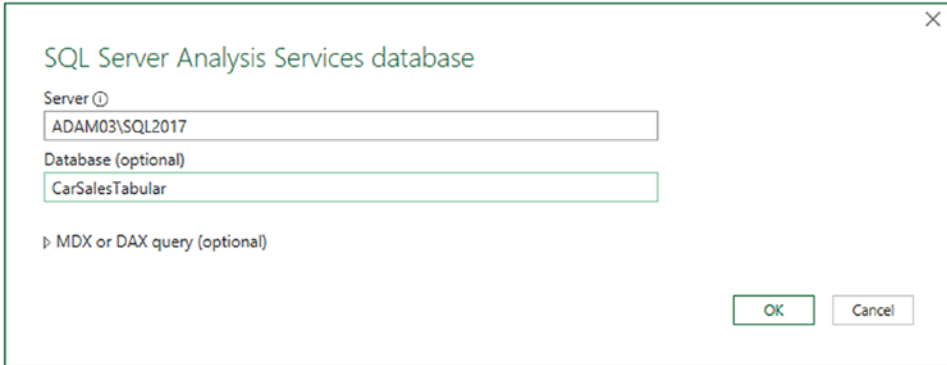 SQL Server Analysis Services database
Server
ADAM03\SQL2017
Database (optional)
CarSalesTabular
MDX or DAX query (optional)
OK Cancel